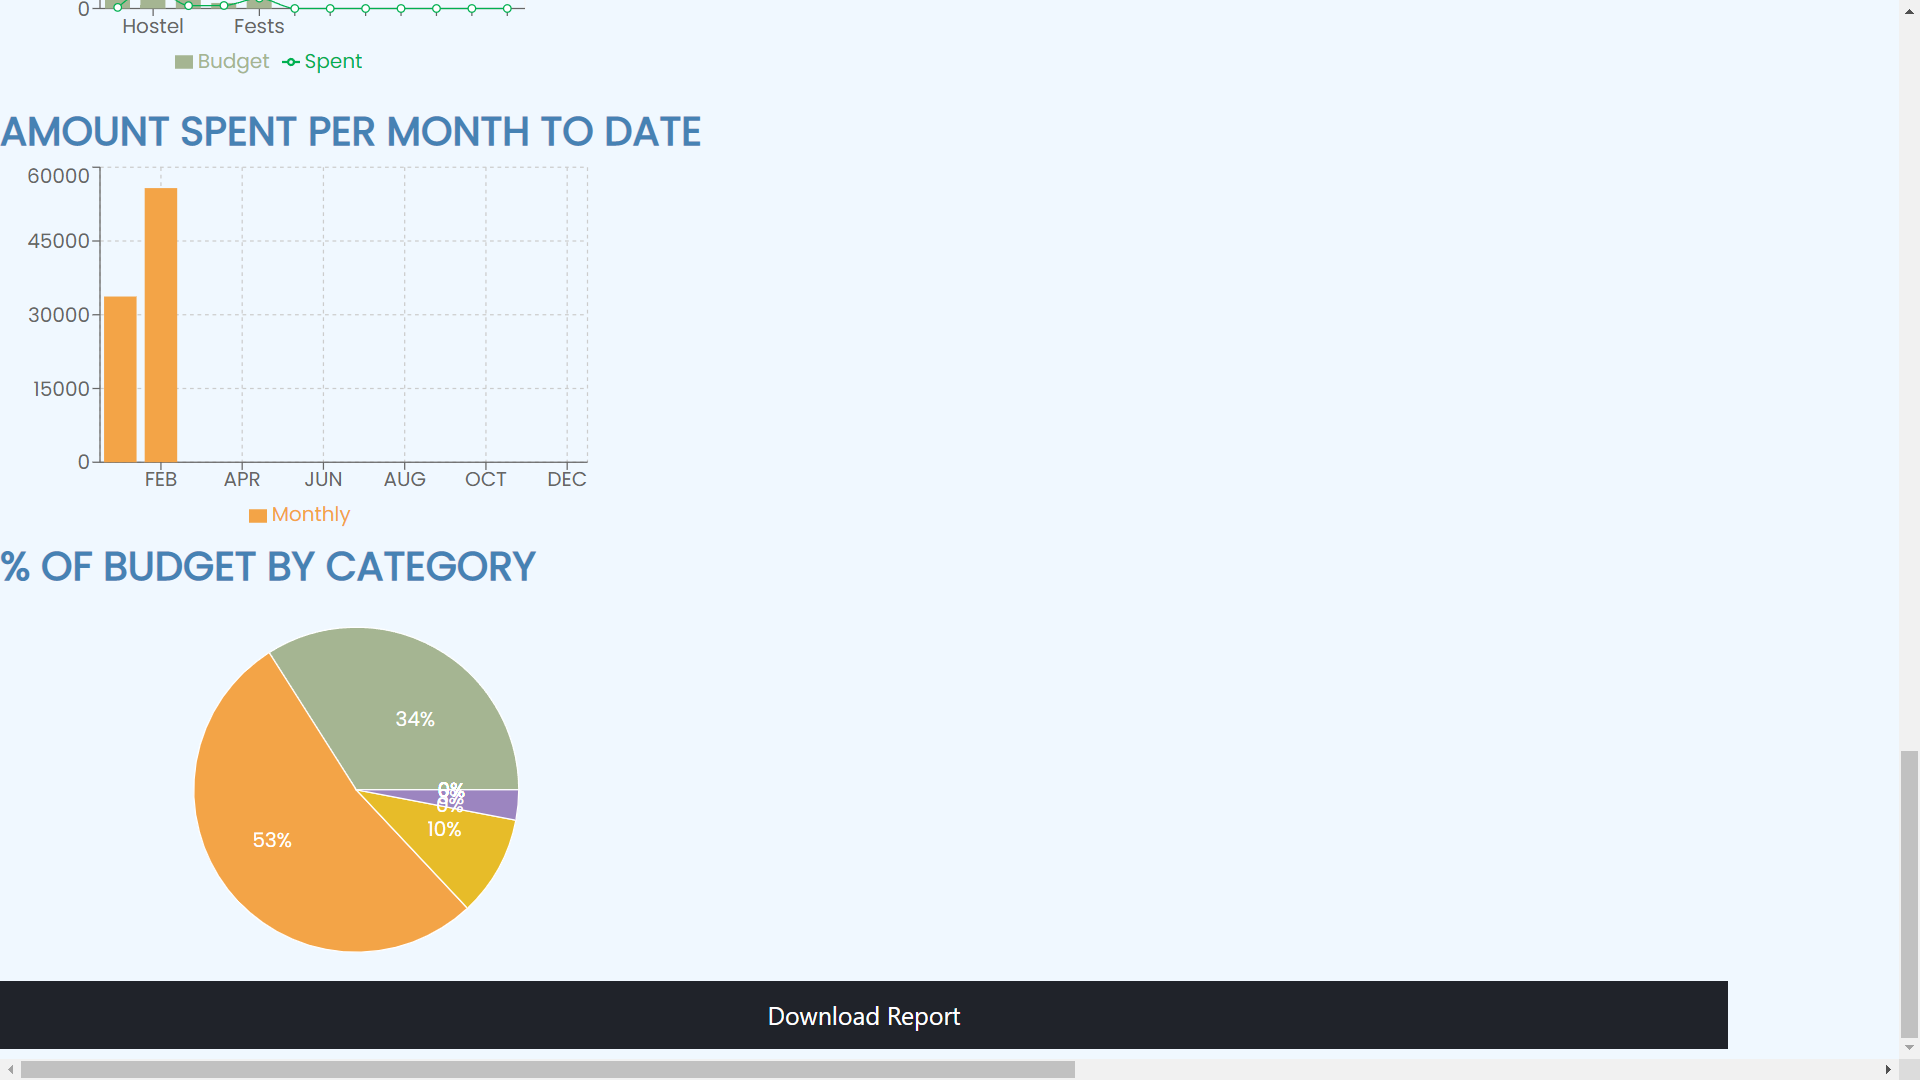 0
Hostel Fests
Budget Spent
AMOUNT SPENT PER MONTH TO DATE
60000
45000
30000
15000
0
FEB APR JUN AUG OCT DEC
Monthly
% OF BUDGET BY CATEGORY
34%
0%
10%
53%
Download Report